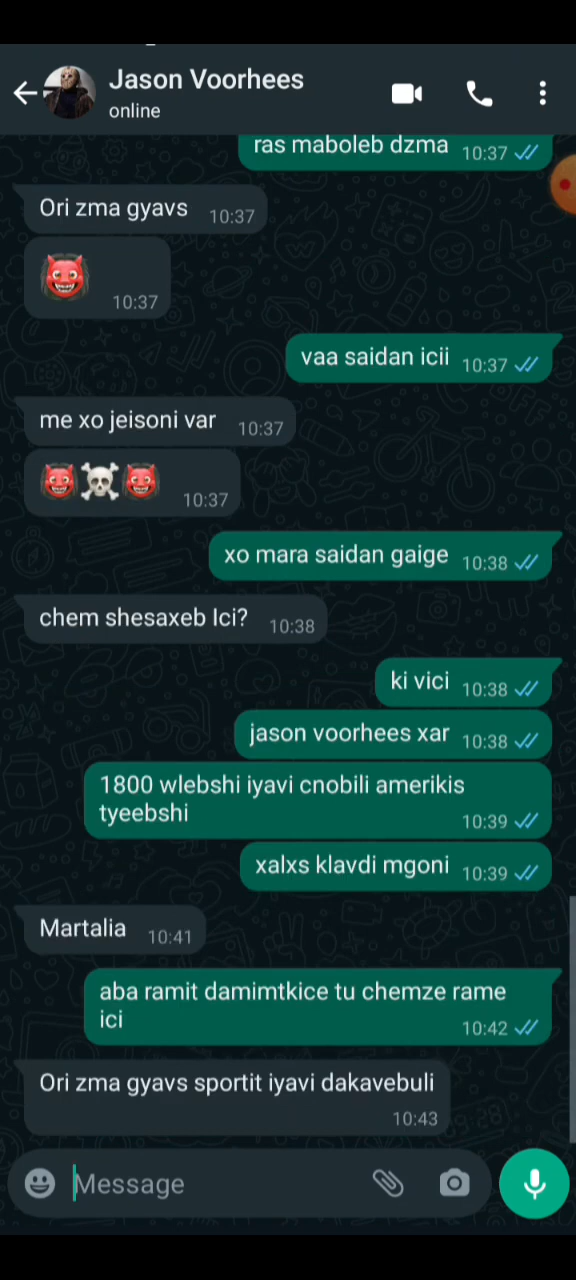 Jason Voorhees
online
ras maboleb dzma 10:37
Ori zma gyavs 10:37
10:37
vaa saidan icii 10:37
me xo jeisoni var 10:37
10:37
xo mara saidan gaige 10:38
chem shesaxeb Ici? 10:38
ki vici 10:38
jason voorhees xar 10:38
1800 wlebshi iyavi cnobili amerikis
tyeebshi 10:39
xalxs klavdi mgoni 10:39
Martalia 10:41
aba ramit damimtkice tu chemze rame
ici 10:42
Ori zma gyavs sportit iyavi dakavebuli
10:43
Message